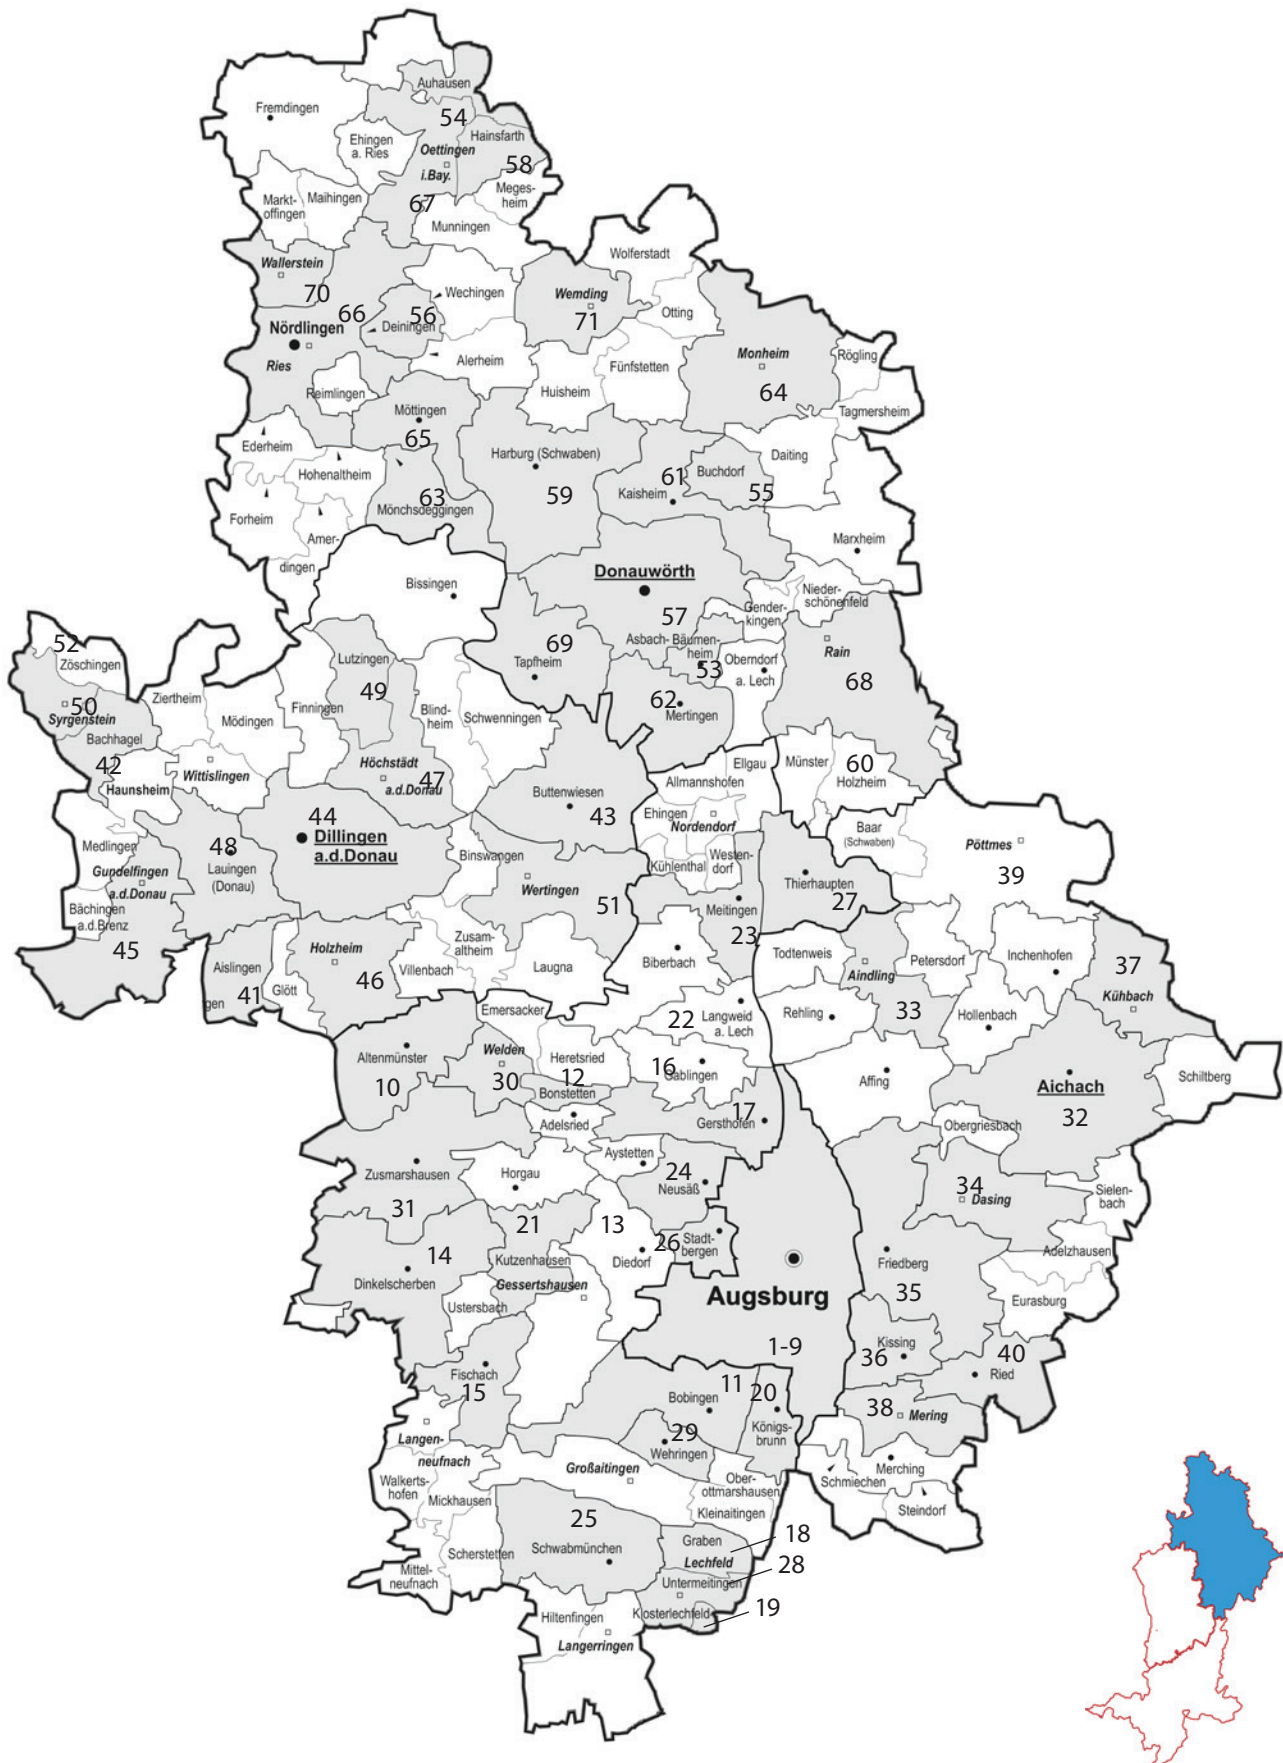 Auhausen
Fremdingen
54
Ehingen
a. Ries
Hainsfarth
Oettingen
i.Bay.
58
Meges-
heim
Markt-
offingen
Maihingen
67
Munningen
Wolferstadt
Wallerstein
70
Wechingen
Wemding
71
Otting
66
56
Deiningen
Nördlingen
Ries
Alerheim
Fünfstetten
Monheim
64
Rögling
Reimlingen
Huisheim
Tagmersheim
Möttingen
65
Ederheim
Hohenaltheim
Harburg (Schwaben)
59
61
Kaisheim
Buchdorf
55
Daiting
63
Mönchsdeggingen
Forheim
Amer-
dingen
Marxheim
Bissingen
Donauwörth
57
Nieder-
schönenfeld
Gender-
kingen
52
Zöschingen
Lutzingen
49
69
Tapfheim
Asbach-
Bäumen-
heim
53
Oberndorf
a. Lech
Rain
68
50
Syrgenstein
Bachhagel
Ziertheim
Mödingen
Finningen
Blind-
heim
Schwenningen
62
Mertingen
42
Haunsheim
Wittislingen
Höchstädt
a.d.Donau
47
Ellgau
Allmannshofen
Münster
60
Holzheim
Buttenwiesen
43
Ehingen
Nordendorf
44
Dillingen
a.d.Donau
Medlingen
48
Lauingen
(Donau)
Gundelfingen
a.d.Donau
Bächingen
a.d.Brenz
45
Binswangen
Wertingen
51
Kühlenthal
Westen-
dorf
Baar
(Schwaben)
Pöttmes
39
Thierhaupten
27
Meitingen
23
Holzheim
46
Aislingen
gen
41
Glött
Villenbach
Zusam-
altheim
Laugna
Biberbach
Todtenweis
Aindling
33
Petersdorf
Inchenhofen
37
Kühbach
Emersacker
22
Langweid
a. Lech
Rehling
Hollenbach
Altenmünster
10
Welden
30
Heretsried
12
Bonstetten
16
Gablingen
Affing
Aichach
32
Schiltberg
Adelsried
17
Gersthofen
Obergriesbach
Zusmarshausen
31
Horgau
Aystetten
24
Neusäß
34
Dasing
Sielen-
bach
21
Kutzenhausen
13
Diedorf
26
Stadt-
bergen
Adelzhausen
14
Dinkelscherben
Gessertshausen
Ustersbach
Augsburg
1-9
Friedberg
35
Eurasburg
Fischach
15
36
Kissing
40
Ried
11
Bobingen
20
Königs-
brunn
38
Mering
Langen-
neufnach
29
Wehringen
Walkerts-
hofen
Mickhausen
Großaitingen
Ober-
ottmarshausen
Kleinaitingen
Schmiechen
Merching
Steindorf
25
Schwabmünchen
Scherstetten
Mittel-
neufnach
Graben
18
Lechfeld
28
Untermeitingen
Klosterlechfeld
19
Hiltenfingen
Langerringen